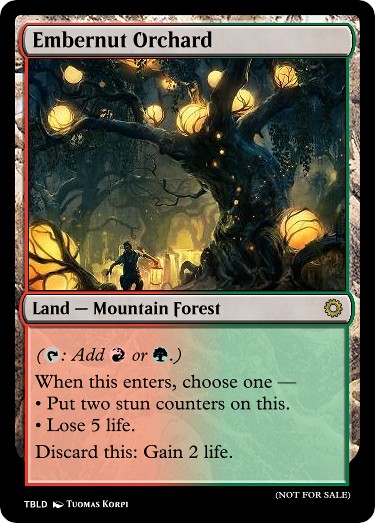 Embernut Orchard
Land — Mountain Forest
(T: Add R or G.)
When this enters, choose one —
• Put two stun counters on this.
• Lose 5 life.
Discard this: Gain 2 life.
TBLD Tuomas Korpi
(NOT FOR SALE)